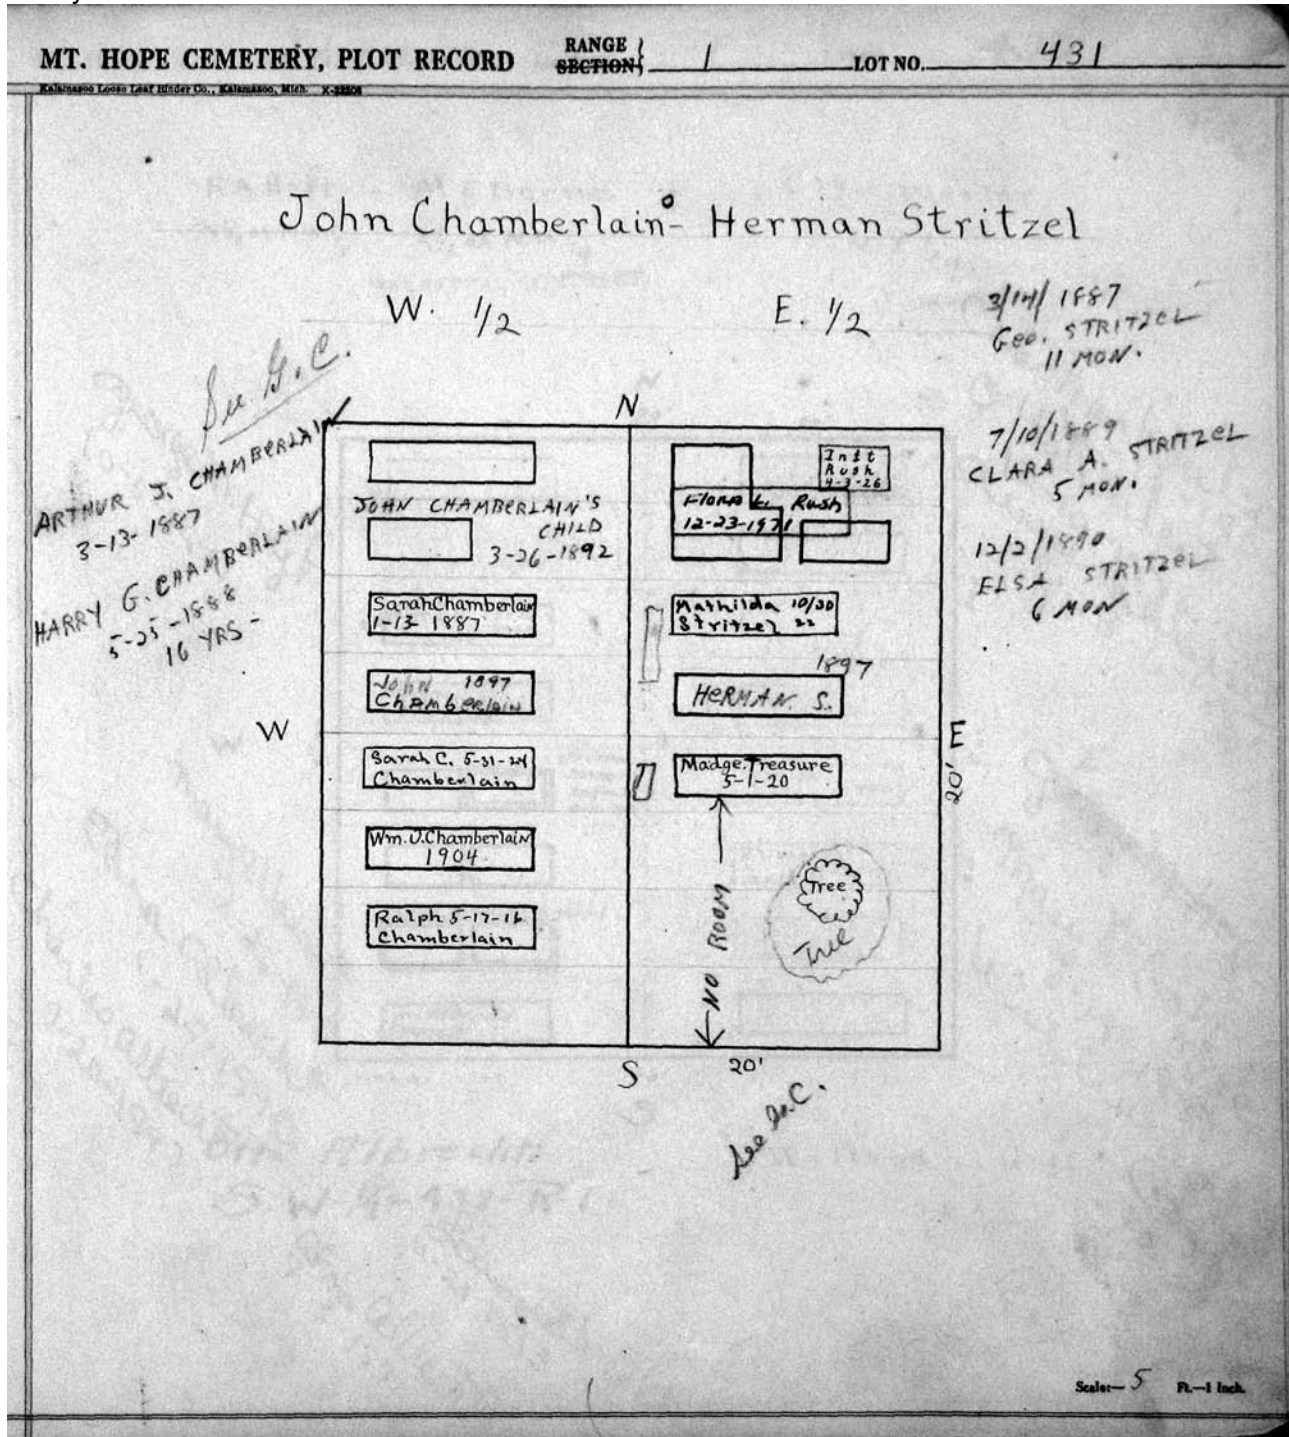 MT. HOPE CEMETERY, PLOT RECORD RANGE SECTION 1 LOT NO. 431
Kalamazoo Loose Leaf Binder Co., Kalamazoo, Mich.
John Chamberlain - Herman Stritzel
W. 1/2 E. 1/2
3/14/1887
Geo. STRITZEL
11 MON.
See G.C.
ARTHUR J. CHAMBERLAIN
3-13-1887
HARRY G. CHAMBERLAIN
5-25-1888
16 YRS-
7/10/1889
CLARA A. STRITZEL
5 MON.
12/2/1890
ELSA STRITZEL
6 MON
N
JOHN CHAMBERLAIN'S
CHILD
3-26-1892
Sarah Chamberlain
1-13 1887
John 1897
Chamberlain
W
Sarah C. 5-31-24
Chamberlain
Wm. J. Chamberlain
1904
Ralph 5-17-16
Chamberlain
Inft
Rush
4-3-26
Flora L. Rush
12-23-1971
Mathilda 10/30
Stritzel 22
1897
HERMAN. S.
E
20'
Madge Treasure
5-1-20
NO ROOM
Tree
Tree
S
20'
See G.C.
Scale:— 5 Ft.—1 Inch.